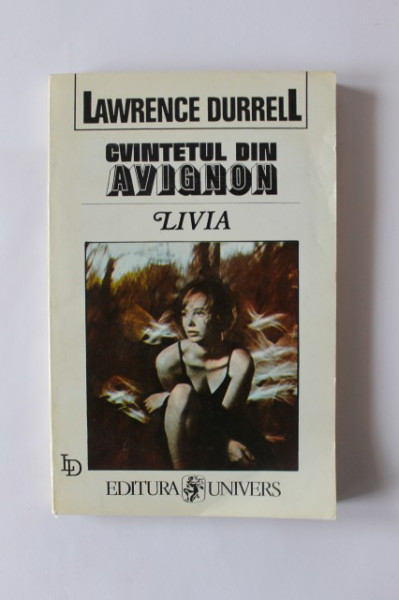 LAWRENCE DURRELL
CVINTETUL DIN
AVIGNON
LIVIA
LD
EDITURA UNIVERS